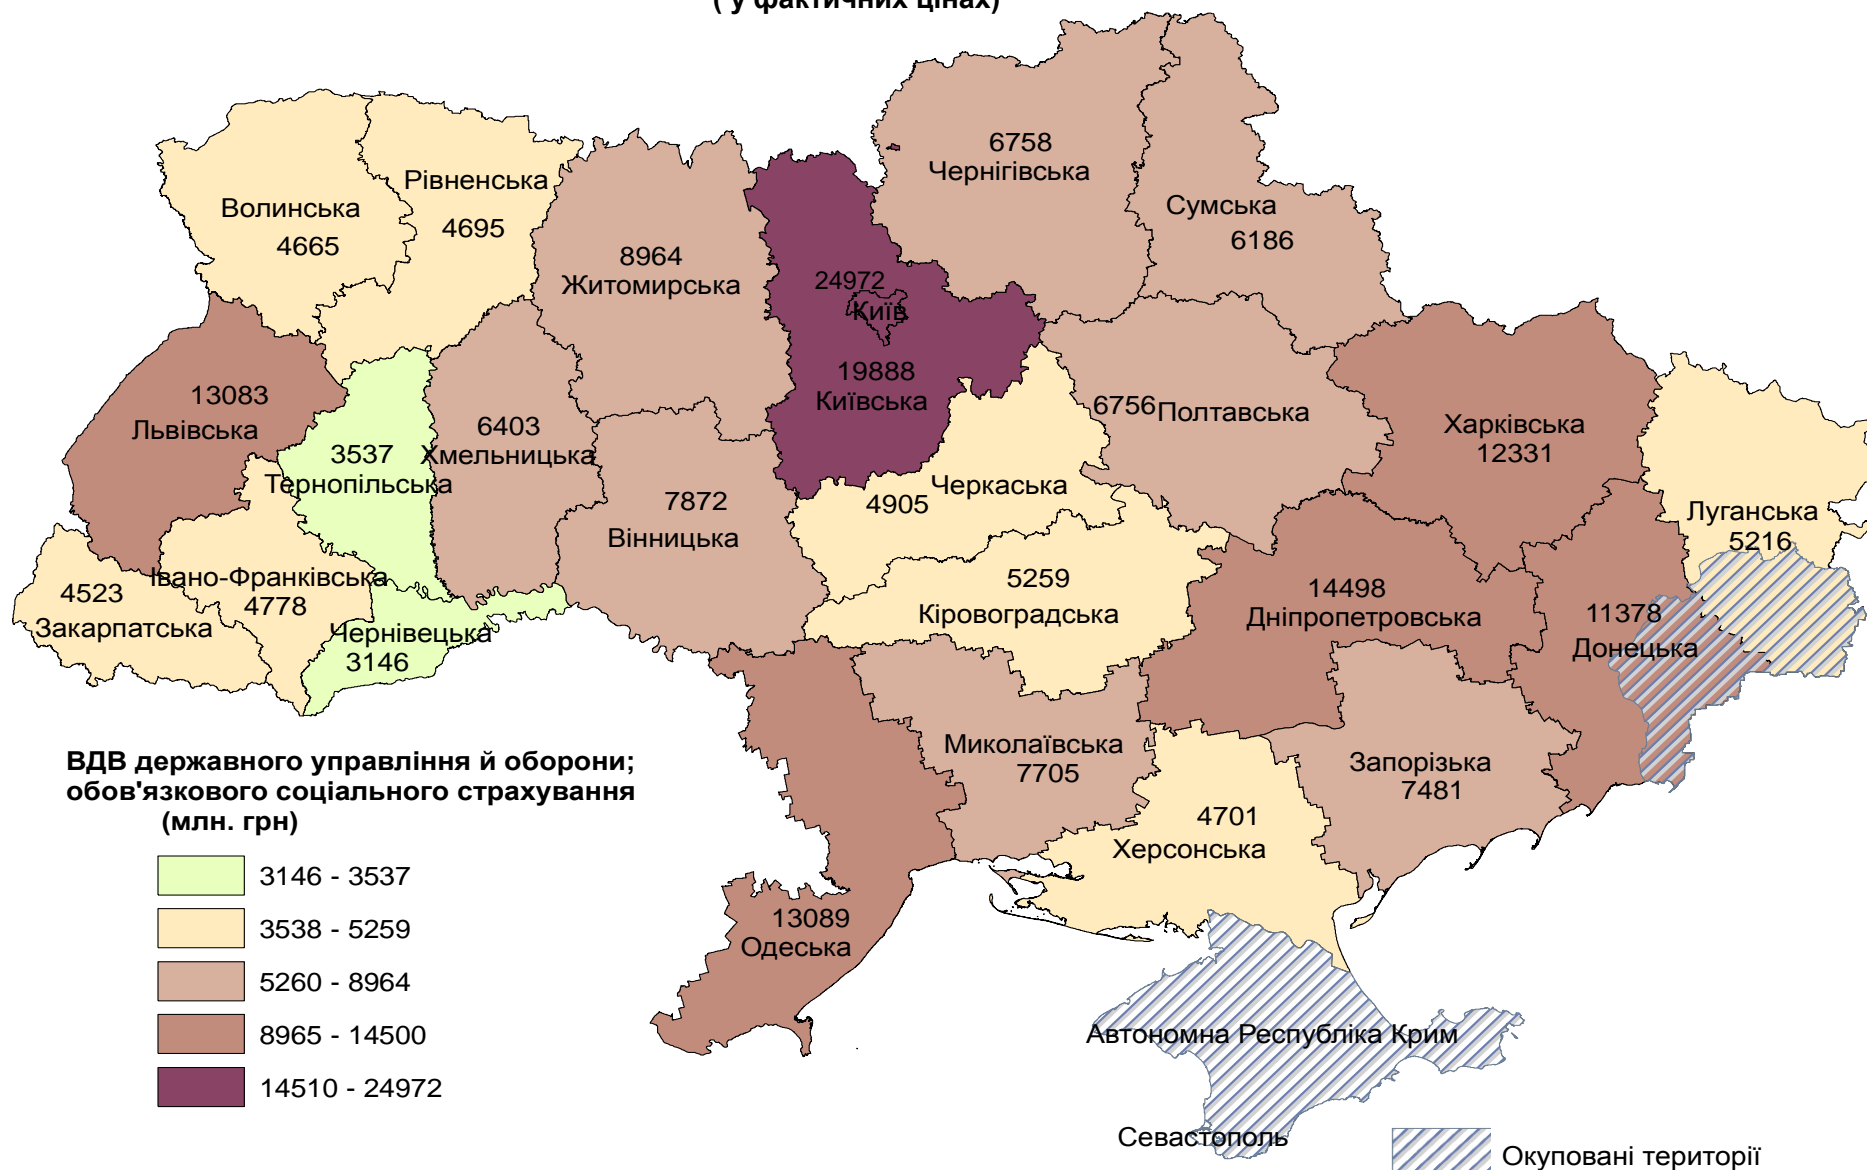 ( у фактичних цінах)
6758
Чернігівська
Рівненська
4695
Волинська
4665
Сумська
6186
8964
Житомирська
24972
Київ
19888
Київська
13083
Львівська
3537
Тернопільська
6403
Хмельницька
6756 Полтавська
Харківська
12331
7872
Вінницька
4905 Черкаська
Луганська
5216
Івано-Франківська
4778
4523
Закарпатська
Чернівецька
3146
5259
Кіровоградська
14498
Дніпропетровська
11378
Донецька
Миколаївська
7705
Запорізька
7481
4701
Херсонська
13089
Одеська
Автономна Республіка Крим
Севастополь
ВДВ державного управління й оборони;
обов'язкового соціального страхування
(млн. грн)
3146 - 3537
3538 - 5259
5260 - 8964
8965 - 14500
14510 - 24972
Окуповані території